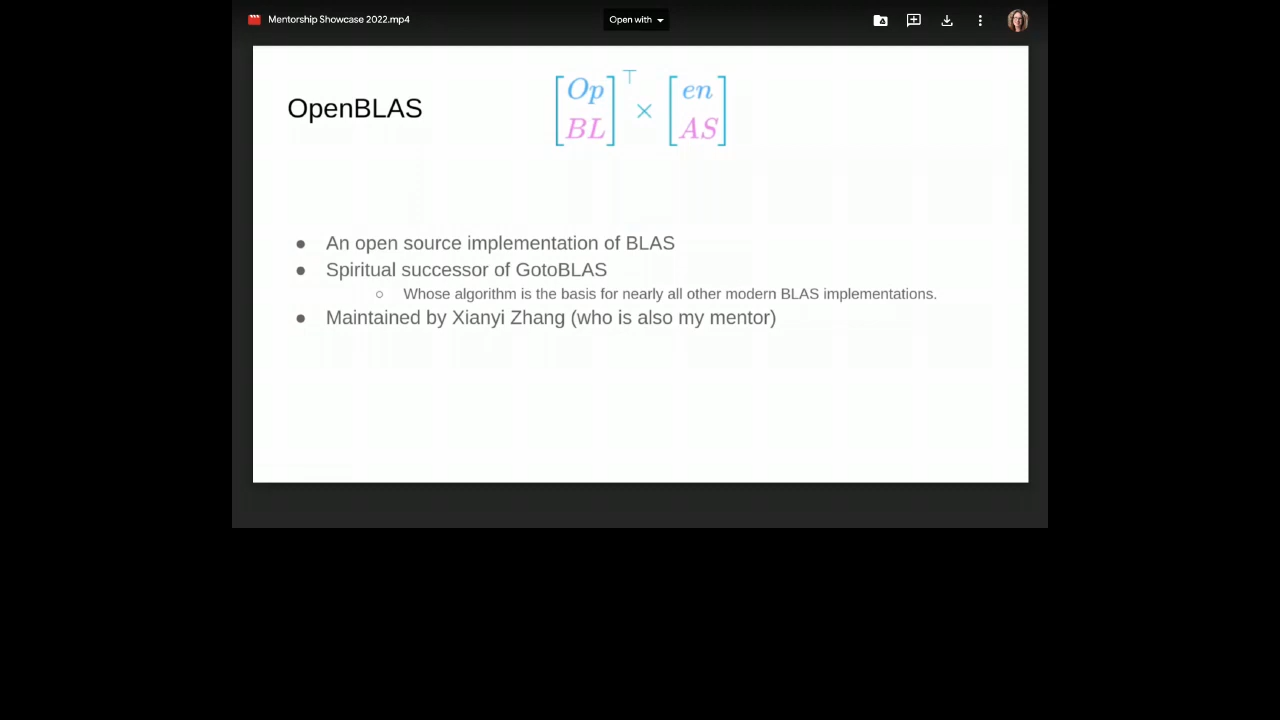 Mentorship Showcase 2022.mp4
Open with
OpenBLAS
[Op BL]⊤ × [en AS]
● An open source implementation of BLAS
● Spiritual successor of GotoBLAS
○ Whose algorithm is the basis for nearly all other modern BLAS implementations.
● Maintained by Xianyi Zhang (who is also my mentor)